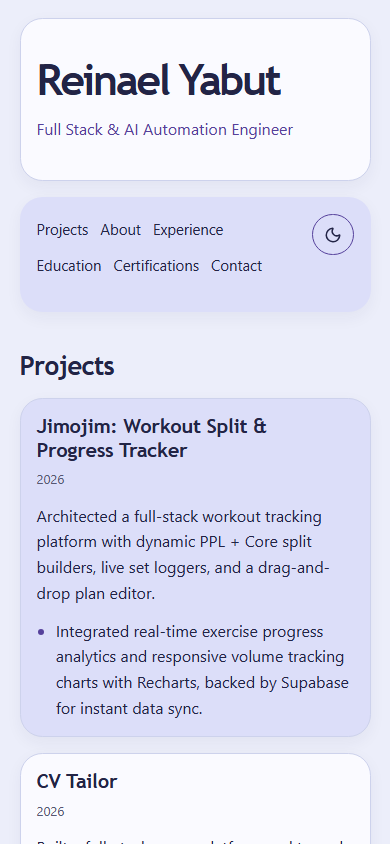 Reinael Yabut
Full Stack & AI Automation Engineer
Projects About Experience
Education Certifications Contact
Projects
Jimojim: Workout Split &
Progress Tracker
2026
Architected a full-stack workout tracking
platform with dynamic PPL + Core split
builders, live set loggers, and a drag-and-
drop plan editor.
Integrated real-time exercise progress
analytics and responsive volume tracking
charts with Recharts, backed by Supabase
for instant data sync.
CV Tailor
2026